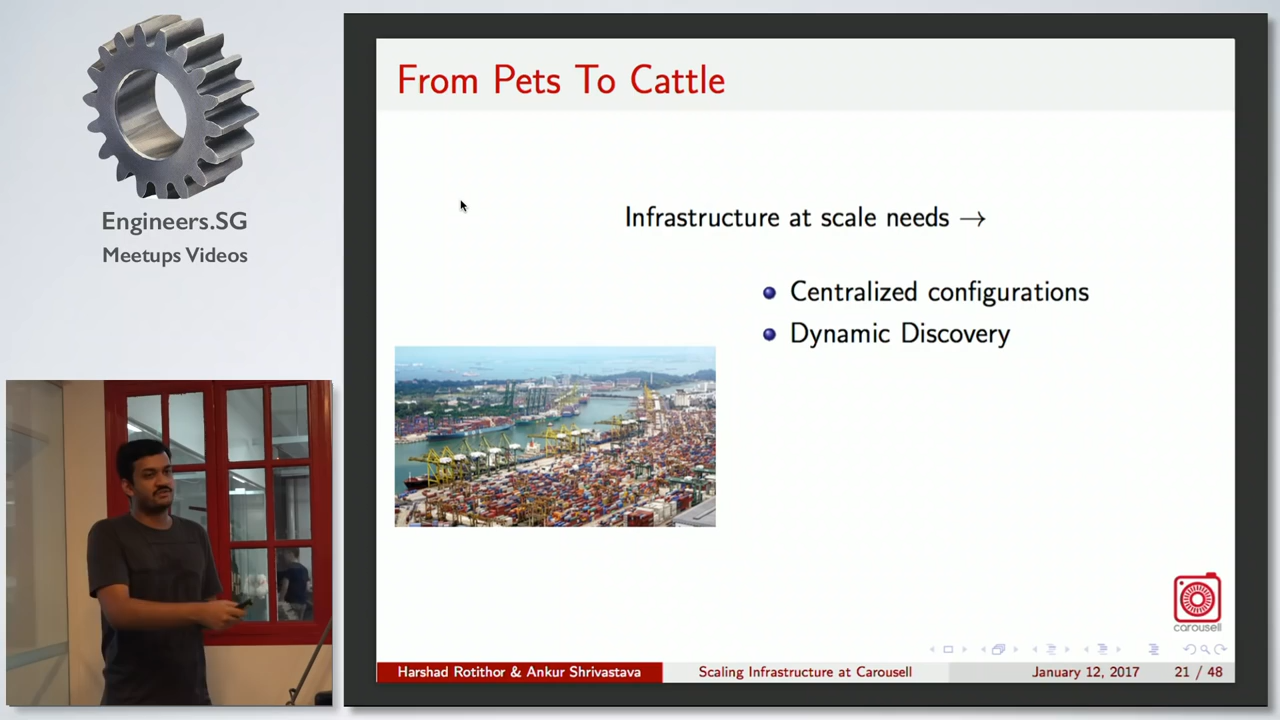 Engineers.SG
Meetups Videos
From Pets To Cattle
Infrastructure at scale needs →
Centralized configurations
Dynamic Discovery
carousell
Harshad Rotithor & Ankur Shrivastava
Scaling Infrastructure at Carousell
January 12, 2017
21 / 48